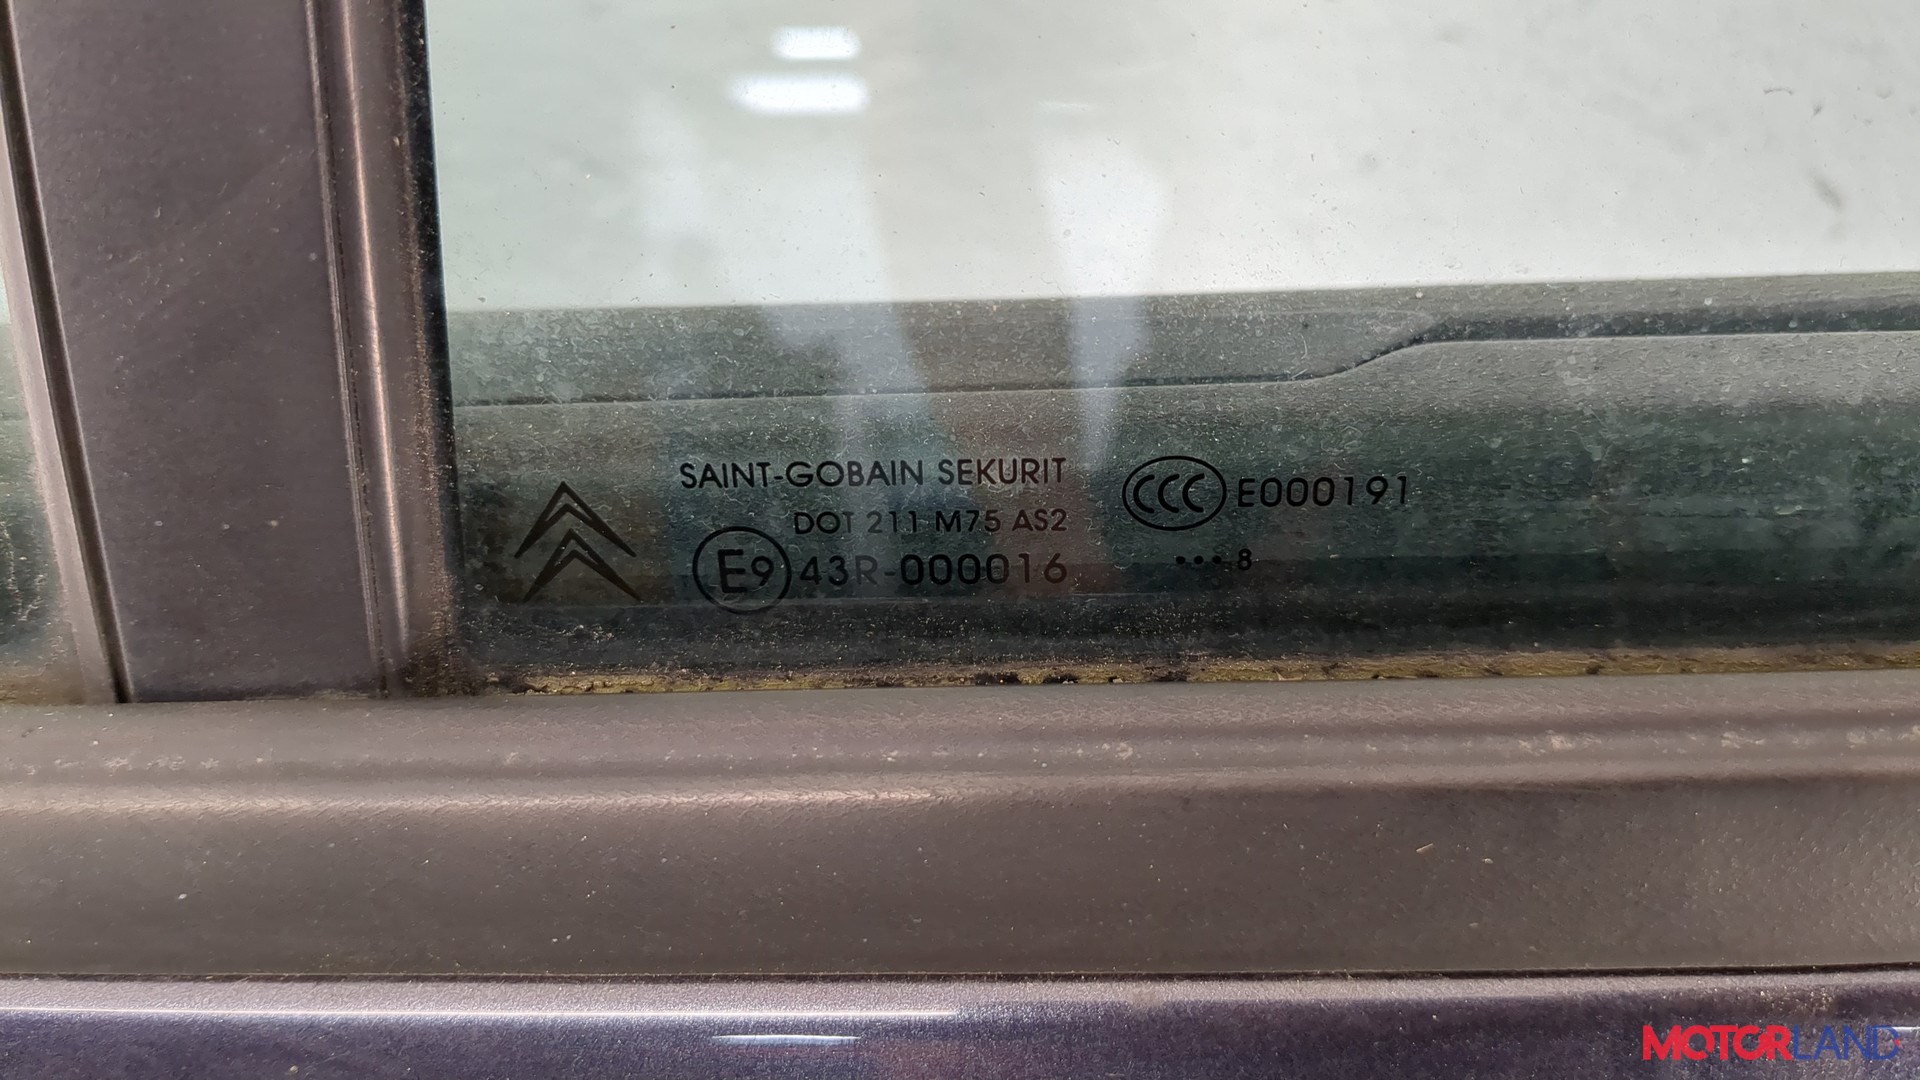 SAINT-GOBAIN SEKURIT
DOT 211 M75 AS2
E9 43R-000016
CCC E000191
•••8
MOTORLAND